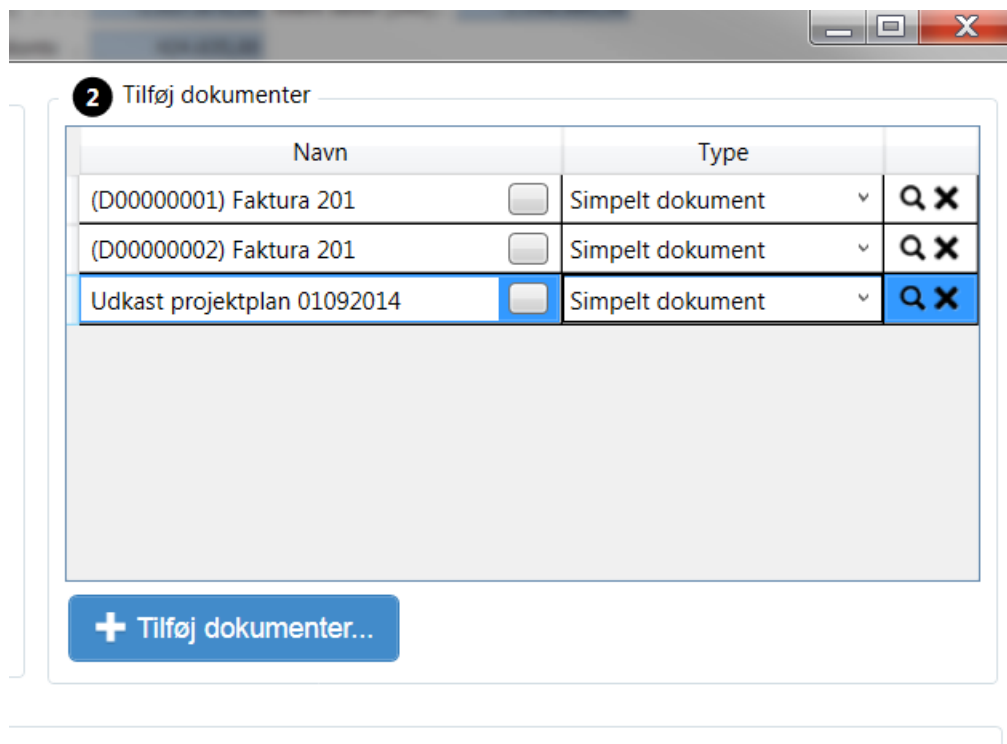 2 Tilføj dokumenter
Navn Type
(D00000001) Faktura 201 Simpelt dokument
(D00000002) Faktura 201 Simpelt dokument
Udkast projektplan 01092014 Simpelt dokument
Tilføj dokumenter...